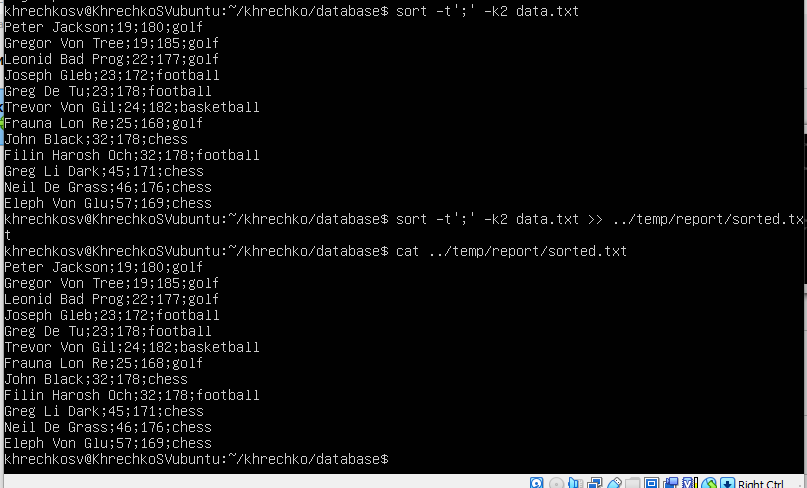 khrechkosv@KhrechkoSVubuntu:~/khrechko/database$ sort -t';' -k2 data.txt
Peter Jackson;19;180;golf
Gregor Von Tree;19;185;golf
Leonid Bad Prog;22;177;golf
Joseph Gleb;23;172;football
Greg De Tu;23;178;football
Trevor Von Gil;24;182;basketball
Frauna Lon Re;25;168;golf
John Black;32;178;chess
Filin Harosh Och;32;178;football
Greg Li Dark;45;171;chess
Neil De Grass;46;176;chess
Eleph Von Glu;57;169;chess
khrechkosv@KhrechkoSVubuntu:~/khrechko/database$ sort -t';' -k2 data.txt >> ../temp/report/sorted.tx
t
khrechkosv@KhrechkoSVubuntu:~/khrechko/database$ cat ../temp/report/sorted.txt
Peter Jackson;19;180;golf
Gregor Von Tree;19;185;golf
Leonid Bad Prog;22;177;golf
Joseph Gleb;23;172;football
Greg De Tu;23;178;football
Trevor Von Gil;24;182;basketball
Frauna Lon Re;25;168;golf
John Black;32;178;chess
Filin Harosh Och;32;178;football
Greg Li Dark;45;171;chess
Neil De Grass;46;176;chess
Eleph Von Glu;57;169;chess
khrechkosv@KhrechkoSVubuntu:~/khrechko/database$
Right Ctrl